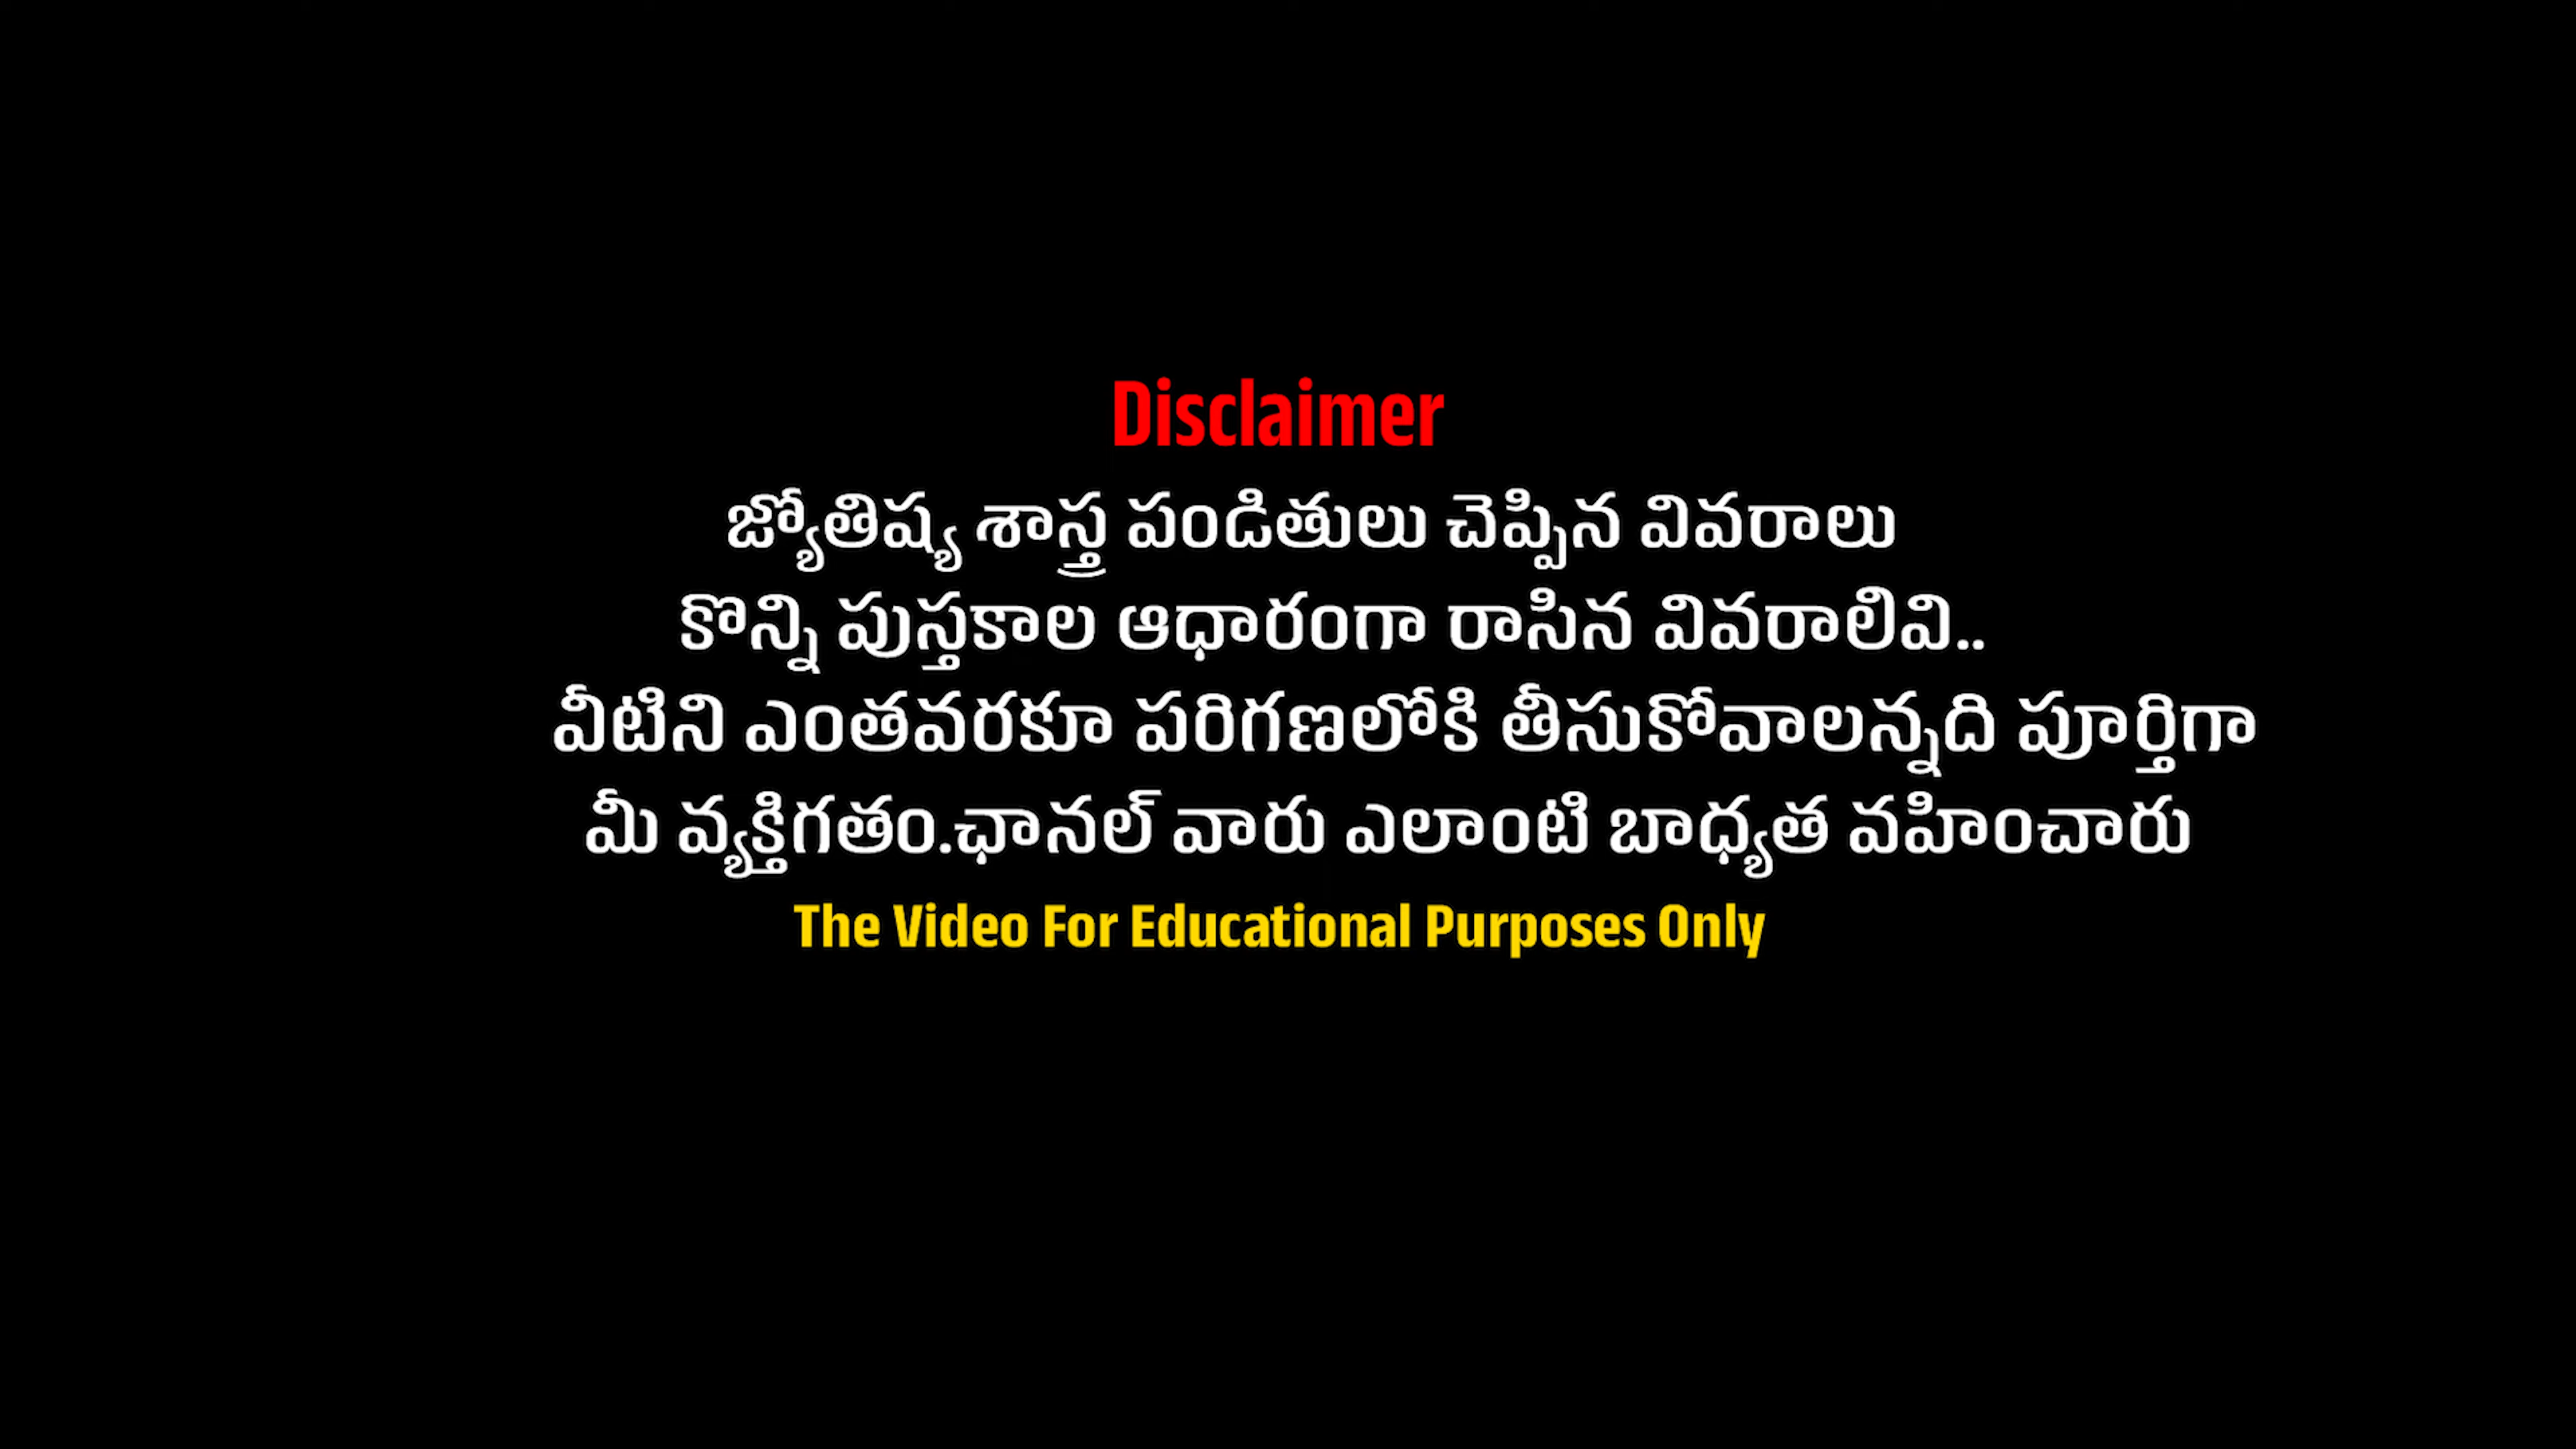 Disclaimer
జ్యోతిష్య శాస్త్ర పండితులు చెప్పిన వివరాలు
కొన్ని పుస్తకాల ఆధారంగా రాసిన వివరాలివి..
వీటిని ఎంతవరకూ పరిగణలోకి తీసుకోవాలన్నది పూర్తిగా
మీ వ్యక్తిగతం.ఛానల్ వారు ఎలాంటి బాధ్యత వహించారు
The Video For Educational Purposes Only